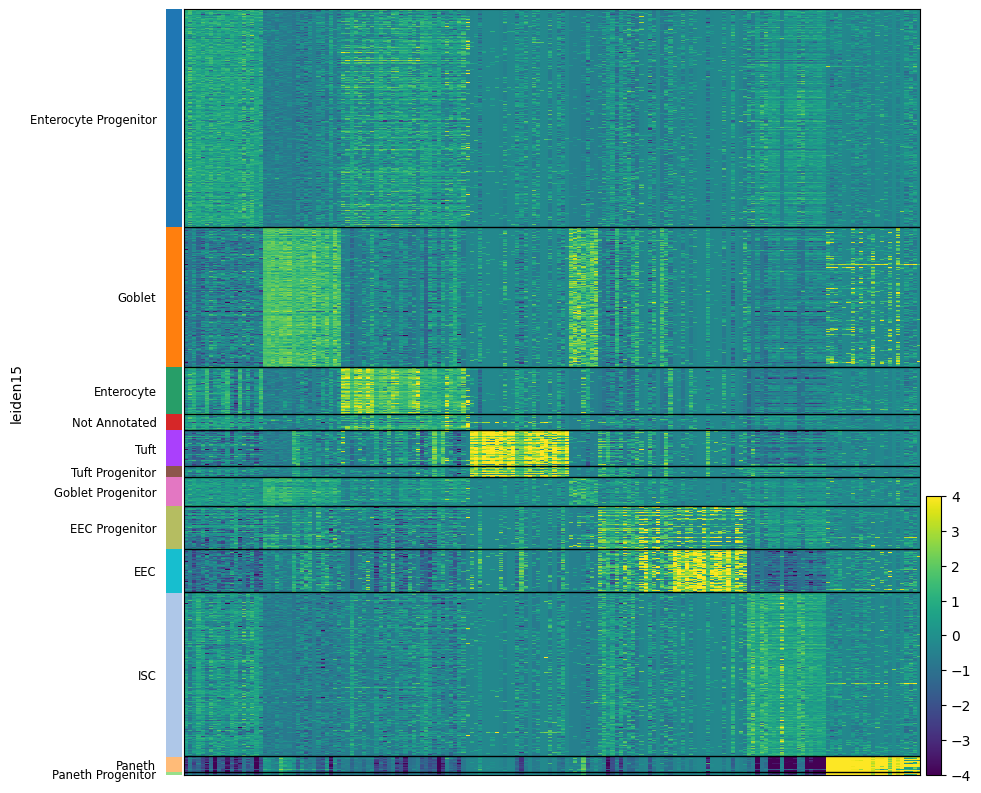 Enterocyte Progenitor
Goblet
Enterocyte
leiden15
Not Annotated
Tuft
Tuft Progenitor
Goblet Progenitor
EEC Progenitor
EEC
ISC
Paneth
Paneth Progenitor
4
3
2
1
0
−1
−2
−3
−4